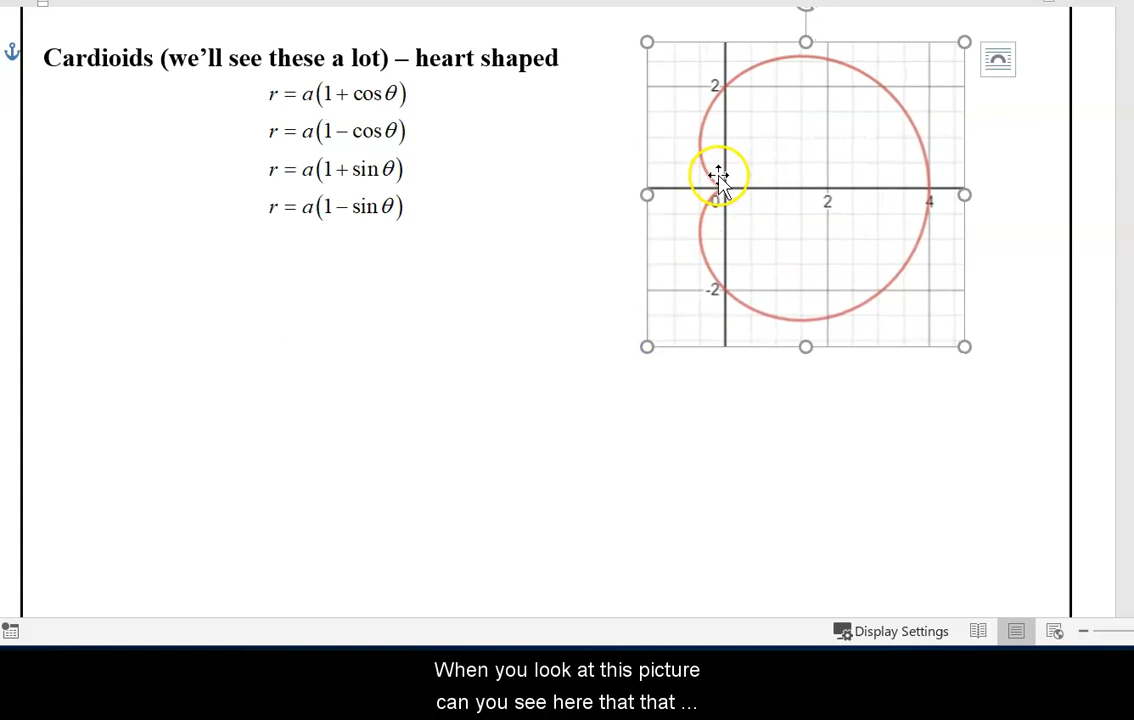 Cardioids (we’ll see these a lot) – heart shaped
r = a(1 + cos θ)
r = a(1 − cos θ)
r = a(1 + sin θ)
r = a(1 − sin θ)
2
0
2
4
-2
Display Settings
When you look at this picture
can you see here that that ...